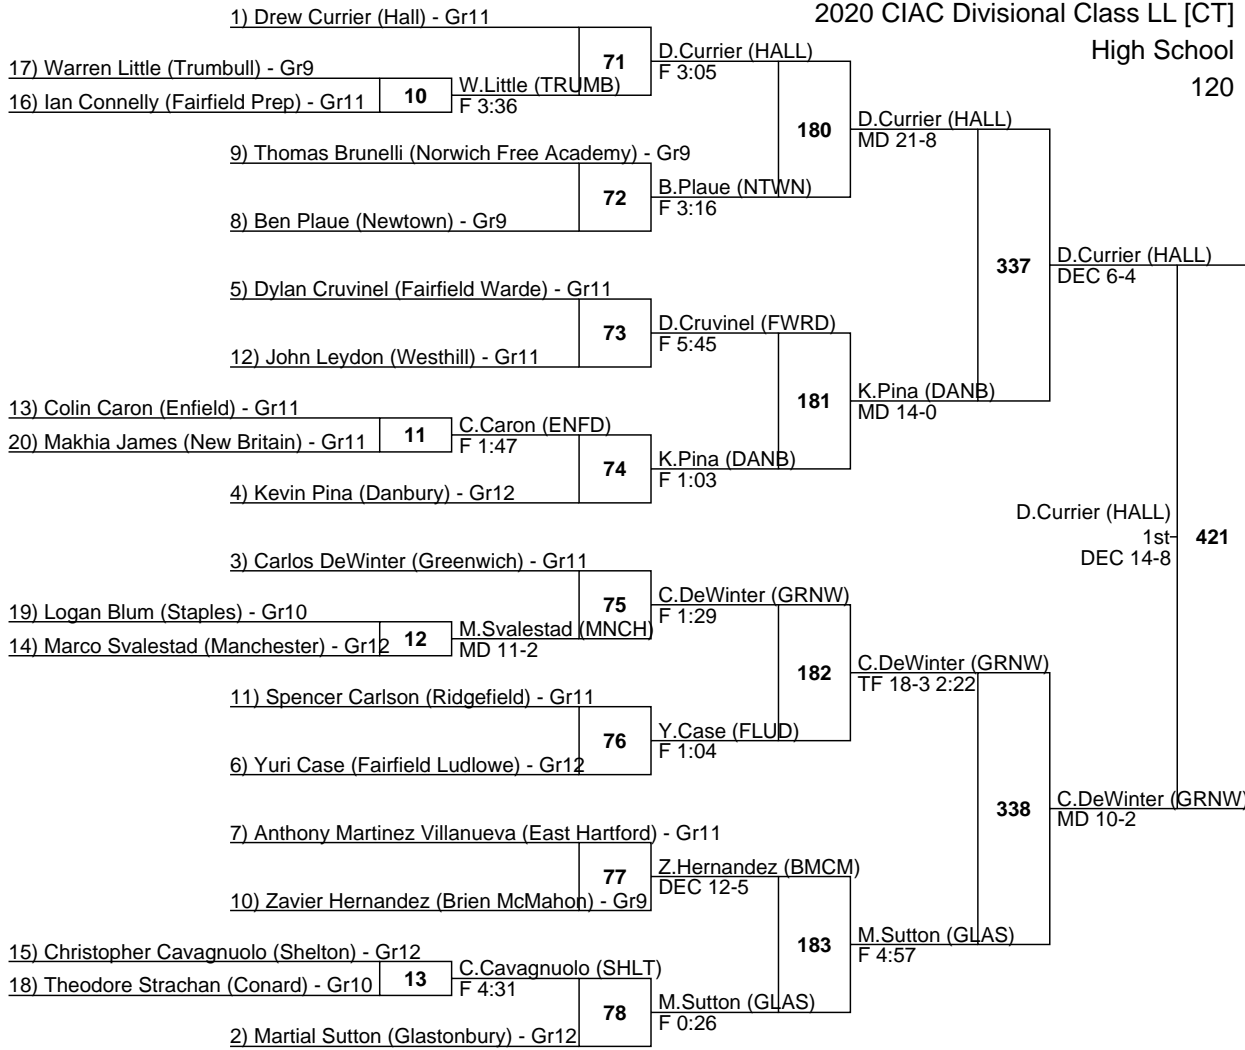 2020 CIAC Divisional Class LL [CT]
High School
120
1) Drew Currier (Hall) - Gr11
71
D.Currier (HALL)
F 3:05
17) Warren Little (Trumbull) - Gr9
16) Ian Connelly (Fairfield Prep) - Gr11
10
W.Little (TRUMB)
F 3:36
180
D.Currier (HALL)
MD 21-8
9) Thomas Brunelli (Norwich Free Academy) - Gr9
72
B.Plaue (NTWN)
F 3:16
8) Ben Plaue (Newtown) - Gr9
337
D.Currier (HALL)
DEC 6-4
5) Dylan Cruvinel (Fairfield Warde) - Gr11
73
D.Cruvinel (FWRD)
F 5:45
12) John Leydon (Westhill) - Gr11
181
K.Pina (DANB)
MD 14-0
13) Colin Caron (Enfield) - Gr11
20) Makhia James (New Britain) - Gr11
11
C.Caron (ENFD)
F 1:47
74
K.Pina (DANB)
F 1:03
4) Kevin Pina (Danbury) - Gr12
D.Currier (HALL)
1st
DEC 14-8
421
3) Carlos DeWinter (Greenwich) - Gr11
75
C.DeWinter (GRNW)
F 1:29
19) Logan Blum (Staples) - Gr10
14) Marco Svalestad (Manchester) - Gr12
12
M.Svalestad (MNCH)
MD 11-2
182
C.DeWinter (GRNW)
TF 18-3 2:22
11) Spencer Carlson (Ridgefield) - Gr11
76
Y.Case (FLUD)
F 1:04
6) Yuri Case (Fairfield Ludlowe) - Gr12
338
C.DeWinter (GRNW)
MD 10-2
7) Anthony Martinez Villanueva (East Hartford) - Gr11
77
Z.Hernandez (BMCM)
DEC 12-5
10) Zavier Hernandez (Brien McMahon) - Gr9
183
M.Sutton (GLAS)
F 4:57
15) Christopher Cavagnuolo (Shelton) - Gr12
18) Theodore Strachan (Conard) - Gr10
13
C.Cavagnuolo (SHLT)
F 4:31
78
M.Sutton (GLAS)
F 0:26
2) Martial Sutton (Glastonbury) - Gr12